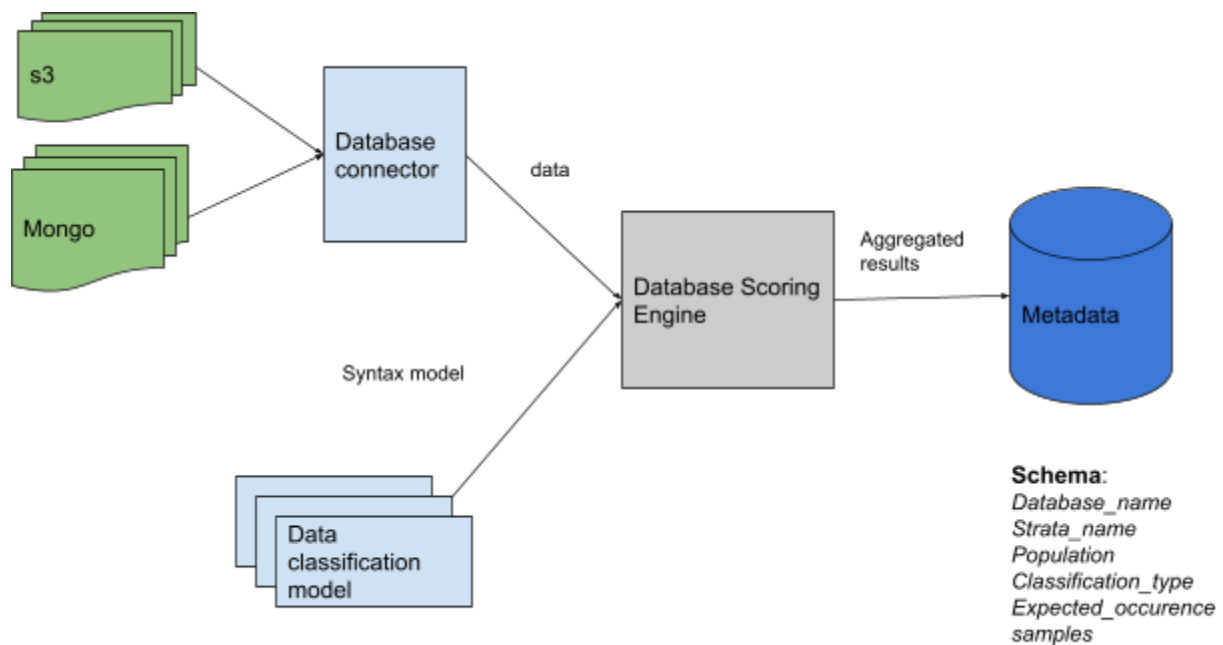 s3
Database
connector
Mongo
data
Aggregated
results
Database Scoring
Engine
Metadata
Syntax model
Data
classification
model
Schema:
Database_name
Strata_name
Population
Classification_type
Expected_occurence
samples